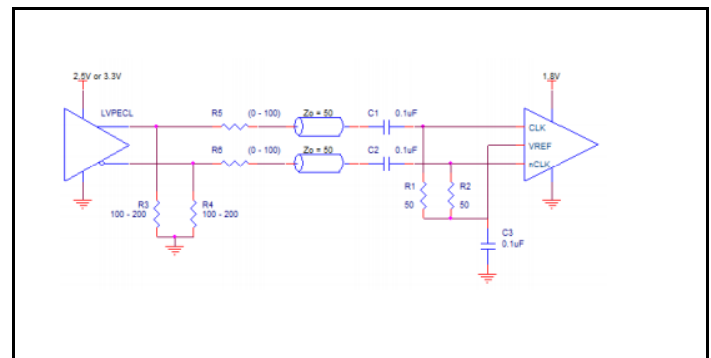 2.5V or 3.3V
1.8V
LVPECL
R5 (0 - 100) Zo = 50 C1 0.1uF
CLK
VREF
R6 (0 - 100) Zo = 50 C2 0.1uF
nCLK
R3
100 - 200
R4
100 - 200
R1
50
R2
50
C3
0.1uF